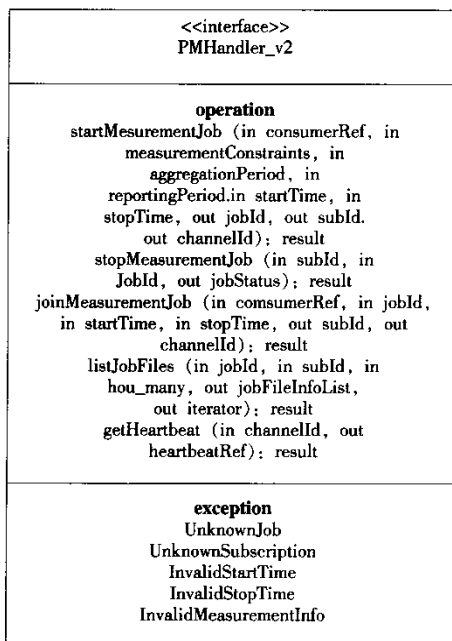 <<interface>>
PMHandler_v2
operation
startMesurementJob (in consumerRef, in
measurementConstraints, in
aggregationPeriod, in
reportingPeriod.in startTime, in
stopTime, out jobId, out subId.
out channelId); result
stopMeasurementJob (in subId, in
JobId, out jobStatus); result
joinMeasurementJob (in comsumerRef, in jobId,
in startTime, in stopTime, out subId, out
channelId); result
listJobFiles (in jobId, in subId, in
hou_many, out jobFileInfoList,
out iterator); result
getHeartbeat (in channelId, out
heartbeatRef); result
exception
UnknownJob
UnknownSubscription
InvalidStartTime
InvalidStopTime
InvalidMeasurementInfo